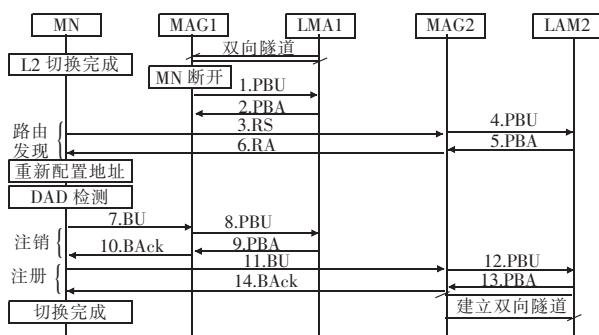 MN MAG1 LMA1 MAG2 LAM2
双向隧道
L2 切换完成
MN 断开
1.PBU
2.PBA
3.RS
4.PBU
路由发现
5.PBA
6.RA
重新配置地址
DAD 检测
7.BU
8.PBU
注销
9.PBA
10.BAck
11.BU
12.PBU
注册
13.PBA
14.BAck
建立双向隧道
切换完成